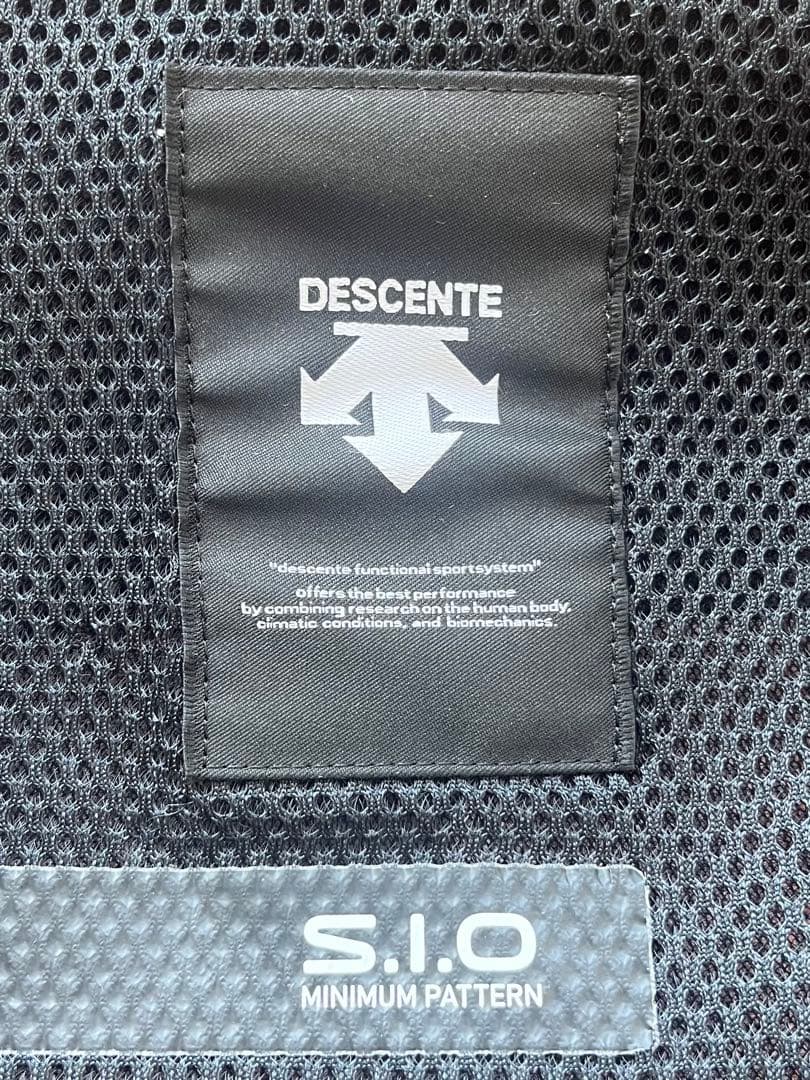 DESCENTE
"descente functional sportsystem"
offers the best performance
by combining research on the human body,
climatic conditions, and biomechanics.
S.I.O
MINIMUM PATTERN